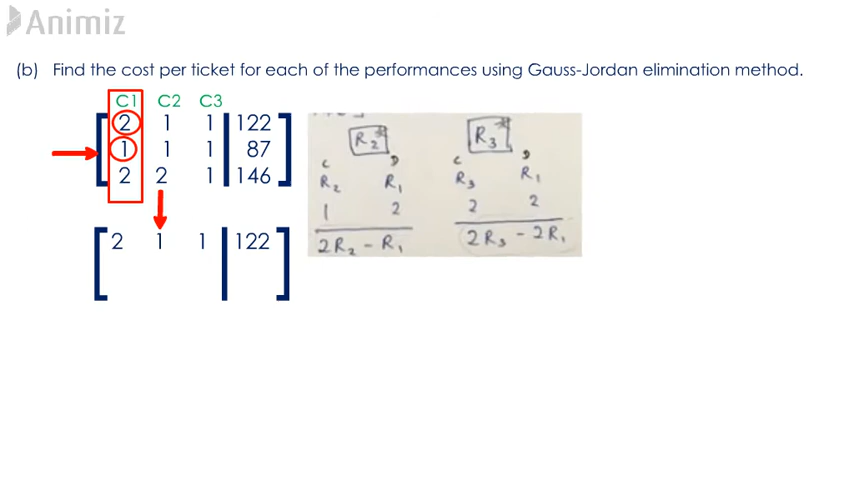 Animiz
(b) Find the cost per ticket for each of the performances using Gauss-Jordan elimination method.
C1 C2 C3
2 1 1 122
1 1 1 87
2 2 1 146
R₂* R₃*
R₂ R₁ R₃ R₁
1 2 2 2
2R₂ - R₁ 2R₃ - 2R₁
2 1 1 122